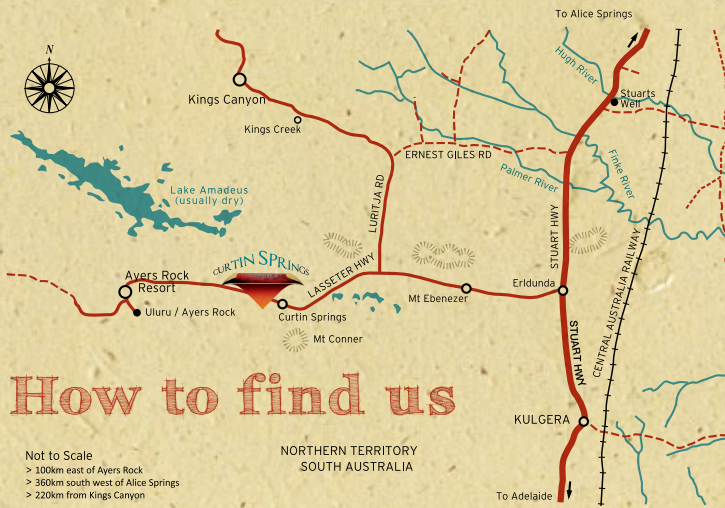 To Alice Springs
N
Hugh River
Kings Canyon
Stuarts
Well
Kings Creek
ERNEST GILES RD
Finke River
Palmer River
Lake Amadeus
(usually dry)
LURITJA RD
STUART HWY
CENTRAL AUSTRALIA RAILWAY
CURTIN SPRINGS
LASSETER HWY
Ayers Rock
Resort
Erldunda
Mt Ebenezer
Uluru / Ayers Rock
Curtin Springs
Mt Conner
STUART HWY
How to find us
KULGERA
Not to Scale
> 100km east of Ayers Rock
> 360km south west of Alice Springs
> 220km from Kings Canyon
NORTHERN TERRITORY
SOUTH AUSTRALIA
To Adelaide